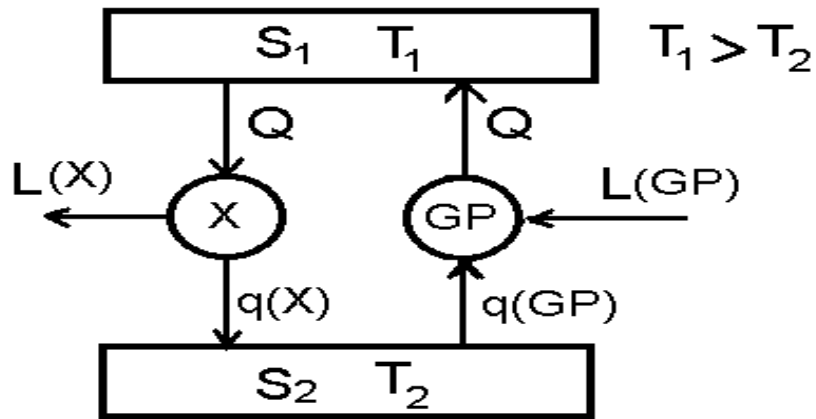 S₁ T₁
T₁ > T₂
Q
Q
L(X)
X
GP
L(GP)
q(X)
q(GP)
S₂ T₂